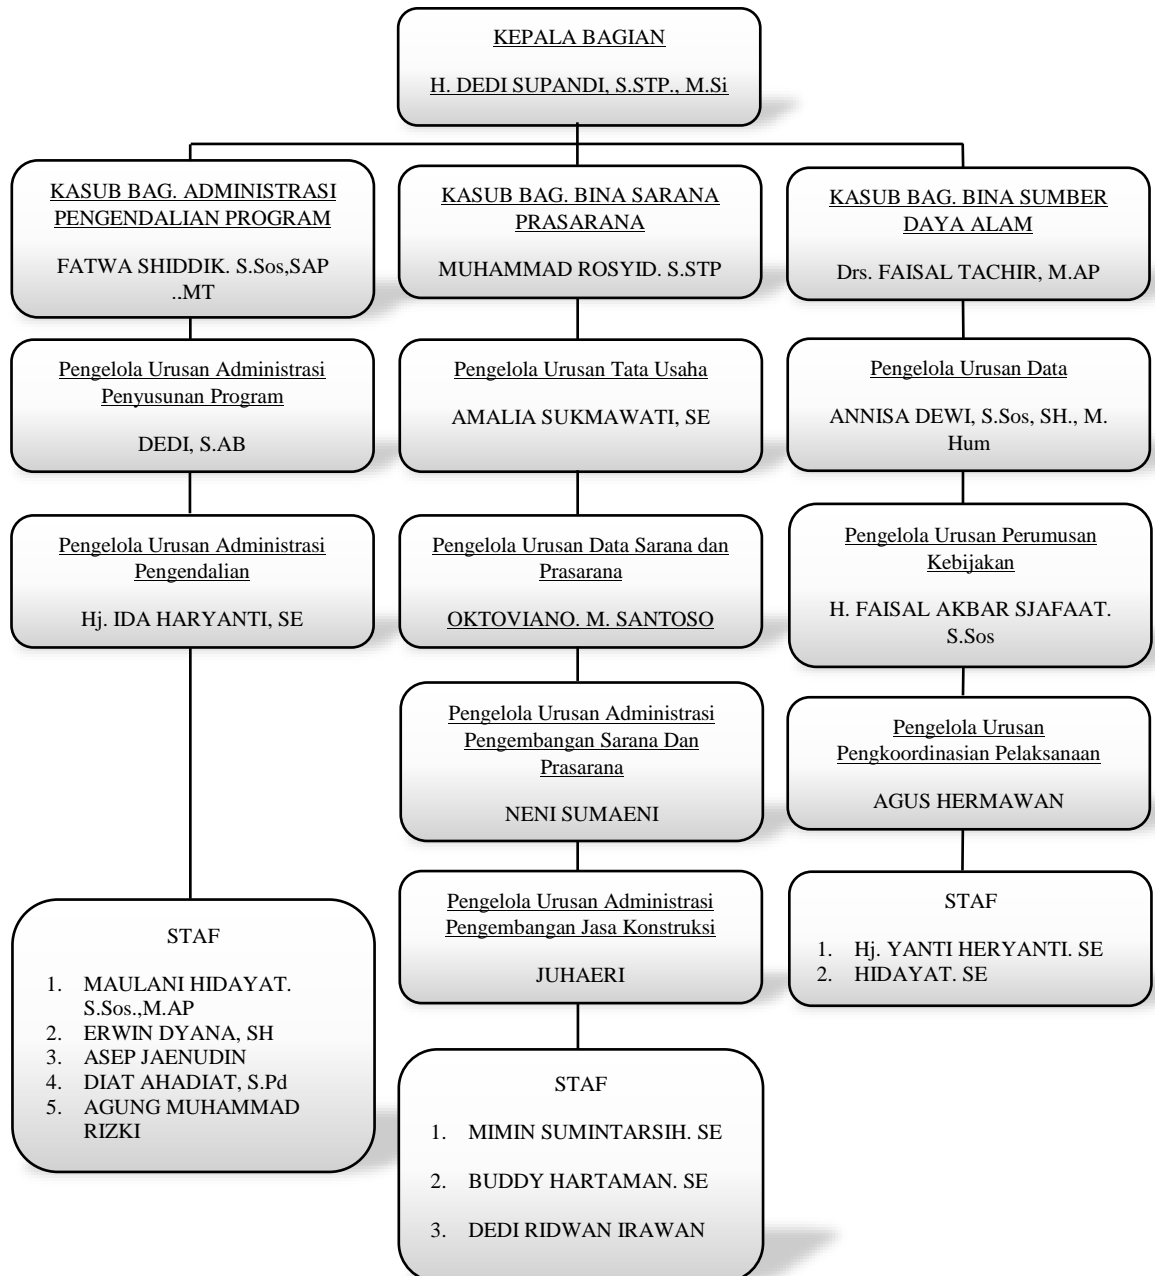 KEPALA BAGIAN
H. DEDI SUPANDI, S.STP., M.Si
KASUB BAG. ADMINISTRASI
PENGENDALIAN PROGRAM
FATWA SHIDDIK. S.Sos,SAP
..MT
KASUB BAG. BINA SARANA
PRASARANA
MUHAMMAD ROSYID. S.STP
KASUB BAG. BINA SUMBER
DAYA ALAM
Drs. FAISAL TACHIR, M.AP
Pengelola Urusan Administrasi
Penyusunan Program
DEDI, S.AB
Pengelola Urusan Tata Usaha
AMALIA SUKMAWATI, SE
Pengelola Urusan Data
ANNISA DEWI, S.Sos, SH., M.
Hum
Pengelola Urusan Administrasi
Pengendalian
Hj. IDA HARYANTI, SE
Pengelola Urusan Data Sarana dan
Prasarana
OKTOVIANO. M. SANTOSO
Pengelola Urusan Perumusan
Kebijakan
H. FAISAL AKBAR SJAFAAT.
S.Sos
Pengelola Urusan Administrasi
Pengembangan Sarana Dan
Prasarana
NENI SUMAENI
Pengelola Urusan
Pengkoordinasian Pelaksanaan
AGUS HERMAWAN
Pengelola Urusan Administrasi
Pengembangan Jasa Konstruksi
JUHAERI
STAF
1. Hj. YANTI HERYANTI. SE
2. HIDAYAT. SE
STAF
1. MAULANI HIDAYAT.
S.Sos.,M.AP
2. ERWIN DYANA, SH
3. ASEP JAENUDIN
4. DIAT AHADIAT, S.Pd
5. AGUNG MUHAMMAD
RIZKI
STAF
1. MIMIN SUMINTARSIH. SE
2. BUDDY HARTAMAN. SE
3. DEDI RIDWAN IRAWAN